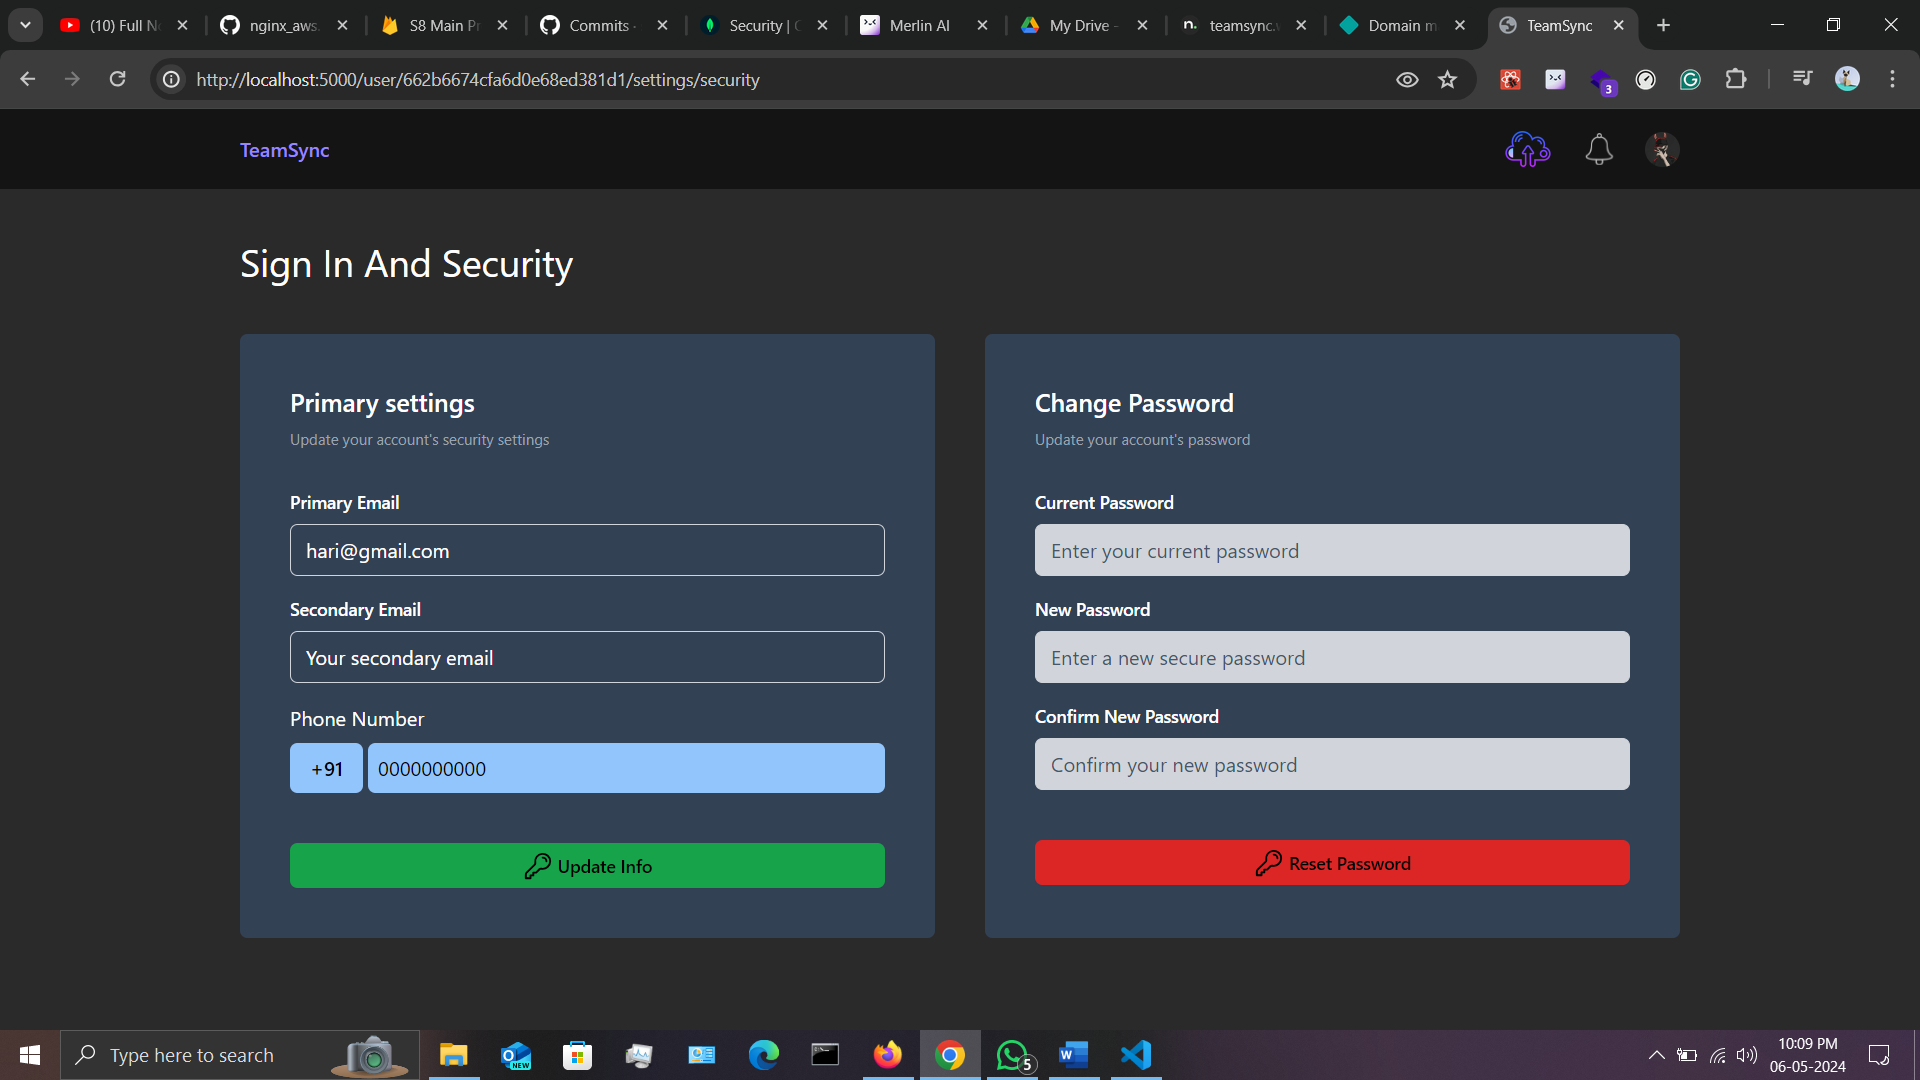 (10) Full N
nginx_aws.
S8 Main Pr
Commits ·
Security | C
Merlin AI
My Drive -
n.
teamsync.v
Domain m
TeamSync
http://localhost:5000/user/662b6674cfa6d0e68ed381d1/settings/security
3
TeamSync
Sign In And Security
Primary settings
Update your account's security settings
Primary Email
hari@gmail.com
Secondary Email
Your secondary email
Phone Number
+91 0000000000
Update Info
Change Password
Update your account's password
Current Password
Enter your current password
New Password
Enter a new secure password
Confirm New Password
Confirm your new password
Reset Password
Type here to search
NEW
5
10:09 PM
06-05-2024